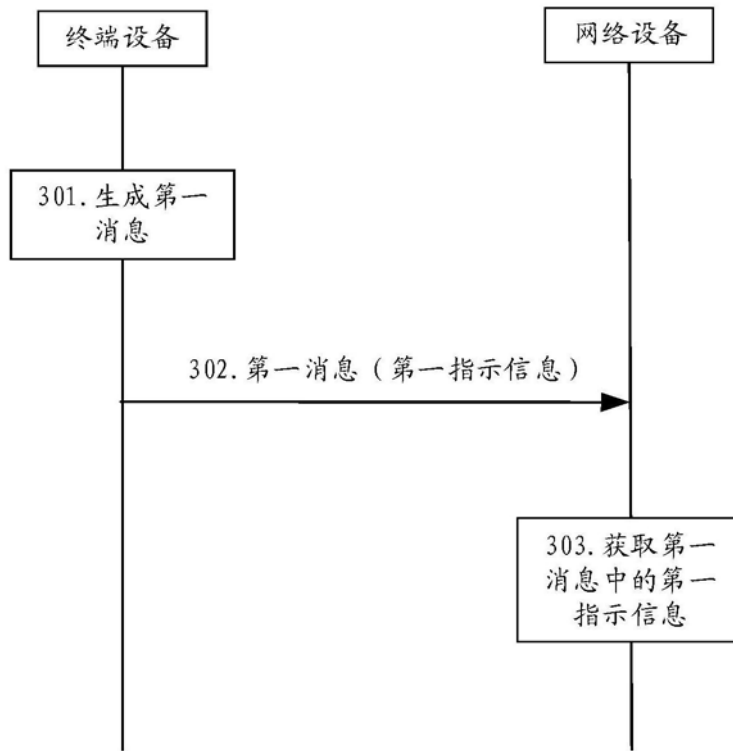 终端设备
网络设备
301.生成第一
消息
302.第一消息（第一指示信息）
303.获取第一
消息中的第一
指示信息